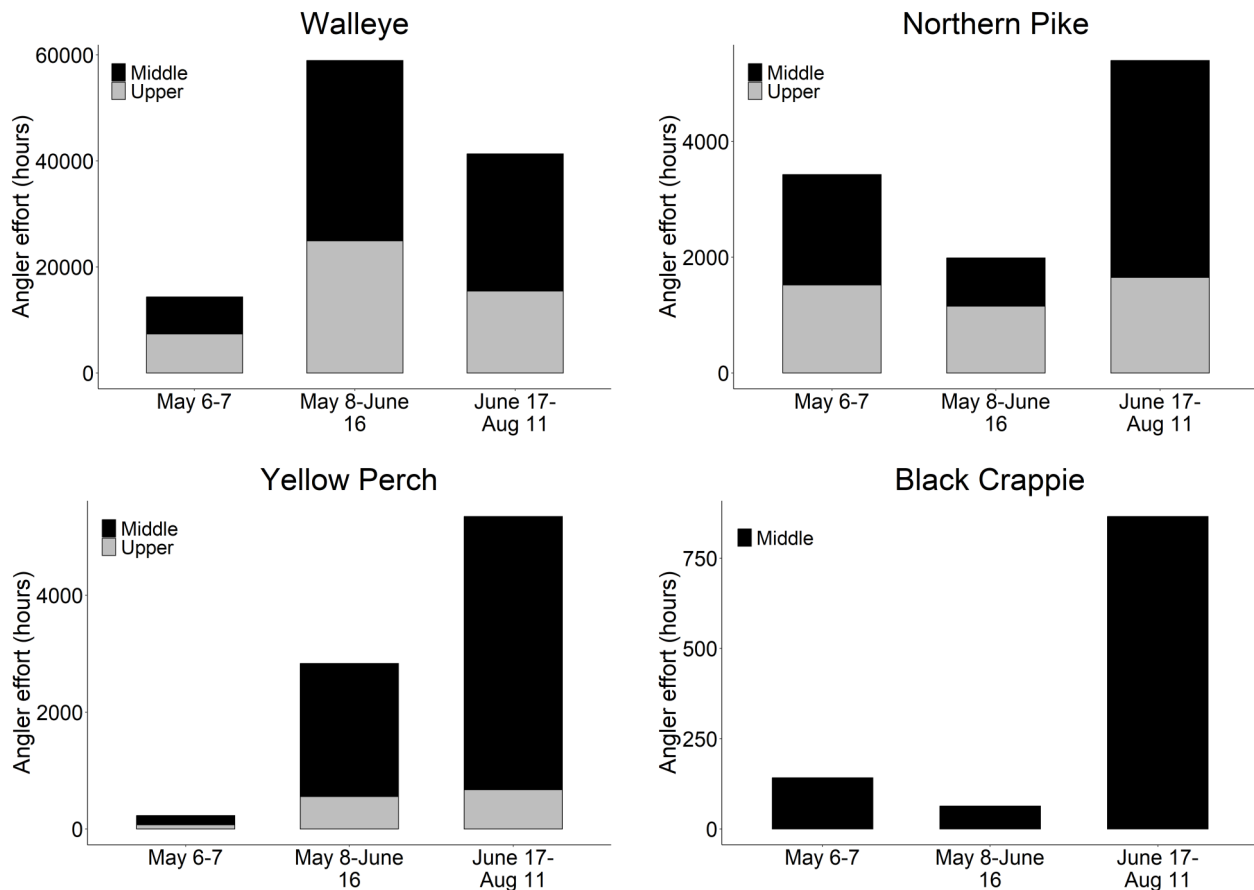 Walleye
Angler effort (hours)
60000
40000
20000
0
Middle
Upper
May 6-7
May 8-June
16
June 17-
Aug 11
Northern Pike
Angler effort (hours)
4000
2000
0
Middle
Upper
May 6-7
May 8-June
16
June 17-
Aug 11
Yellow Perch
Angler effort (hours)
4000
2000
0
Middle
Upper
May 6-7
May 8-June
16
June 17-
Aug 11
Black Crappie
Angler effort (hours)
750
500
250
0
Middle
May 6-7
May 8-June
16
June 17-
Aug 11